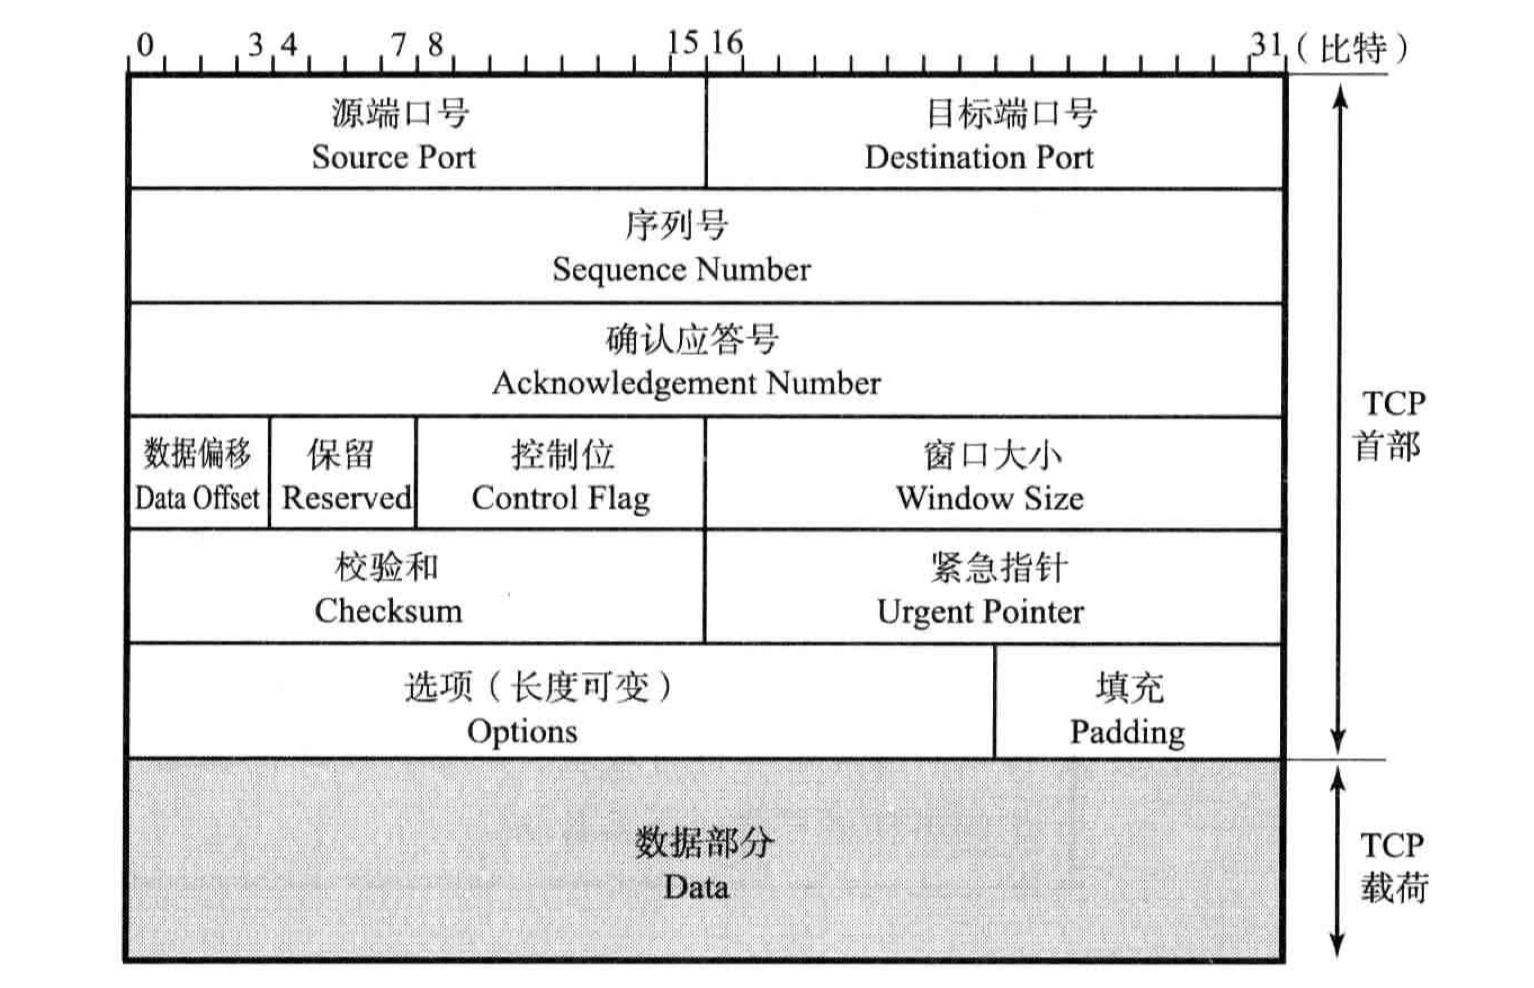 0 3 4 7 8 15 16 31（比特）
源端口号
Source Port
目标端口号
Destination Port
序列号
Sequence Number
确认应答号
Acknowledgement Number
数据偏移
Data Offset
保留
Reserved
控制位
Control Flag
窗口大小
Window Size
校验和
Checksum
紧急指针
Urgent Pointer
选项（长度可变）
Options
填充
Padding
TCP
首部
数据部分
Data
TCP
载荷